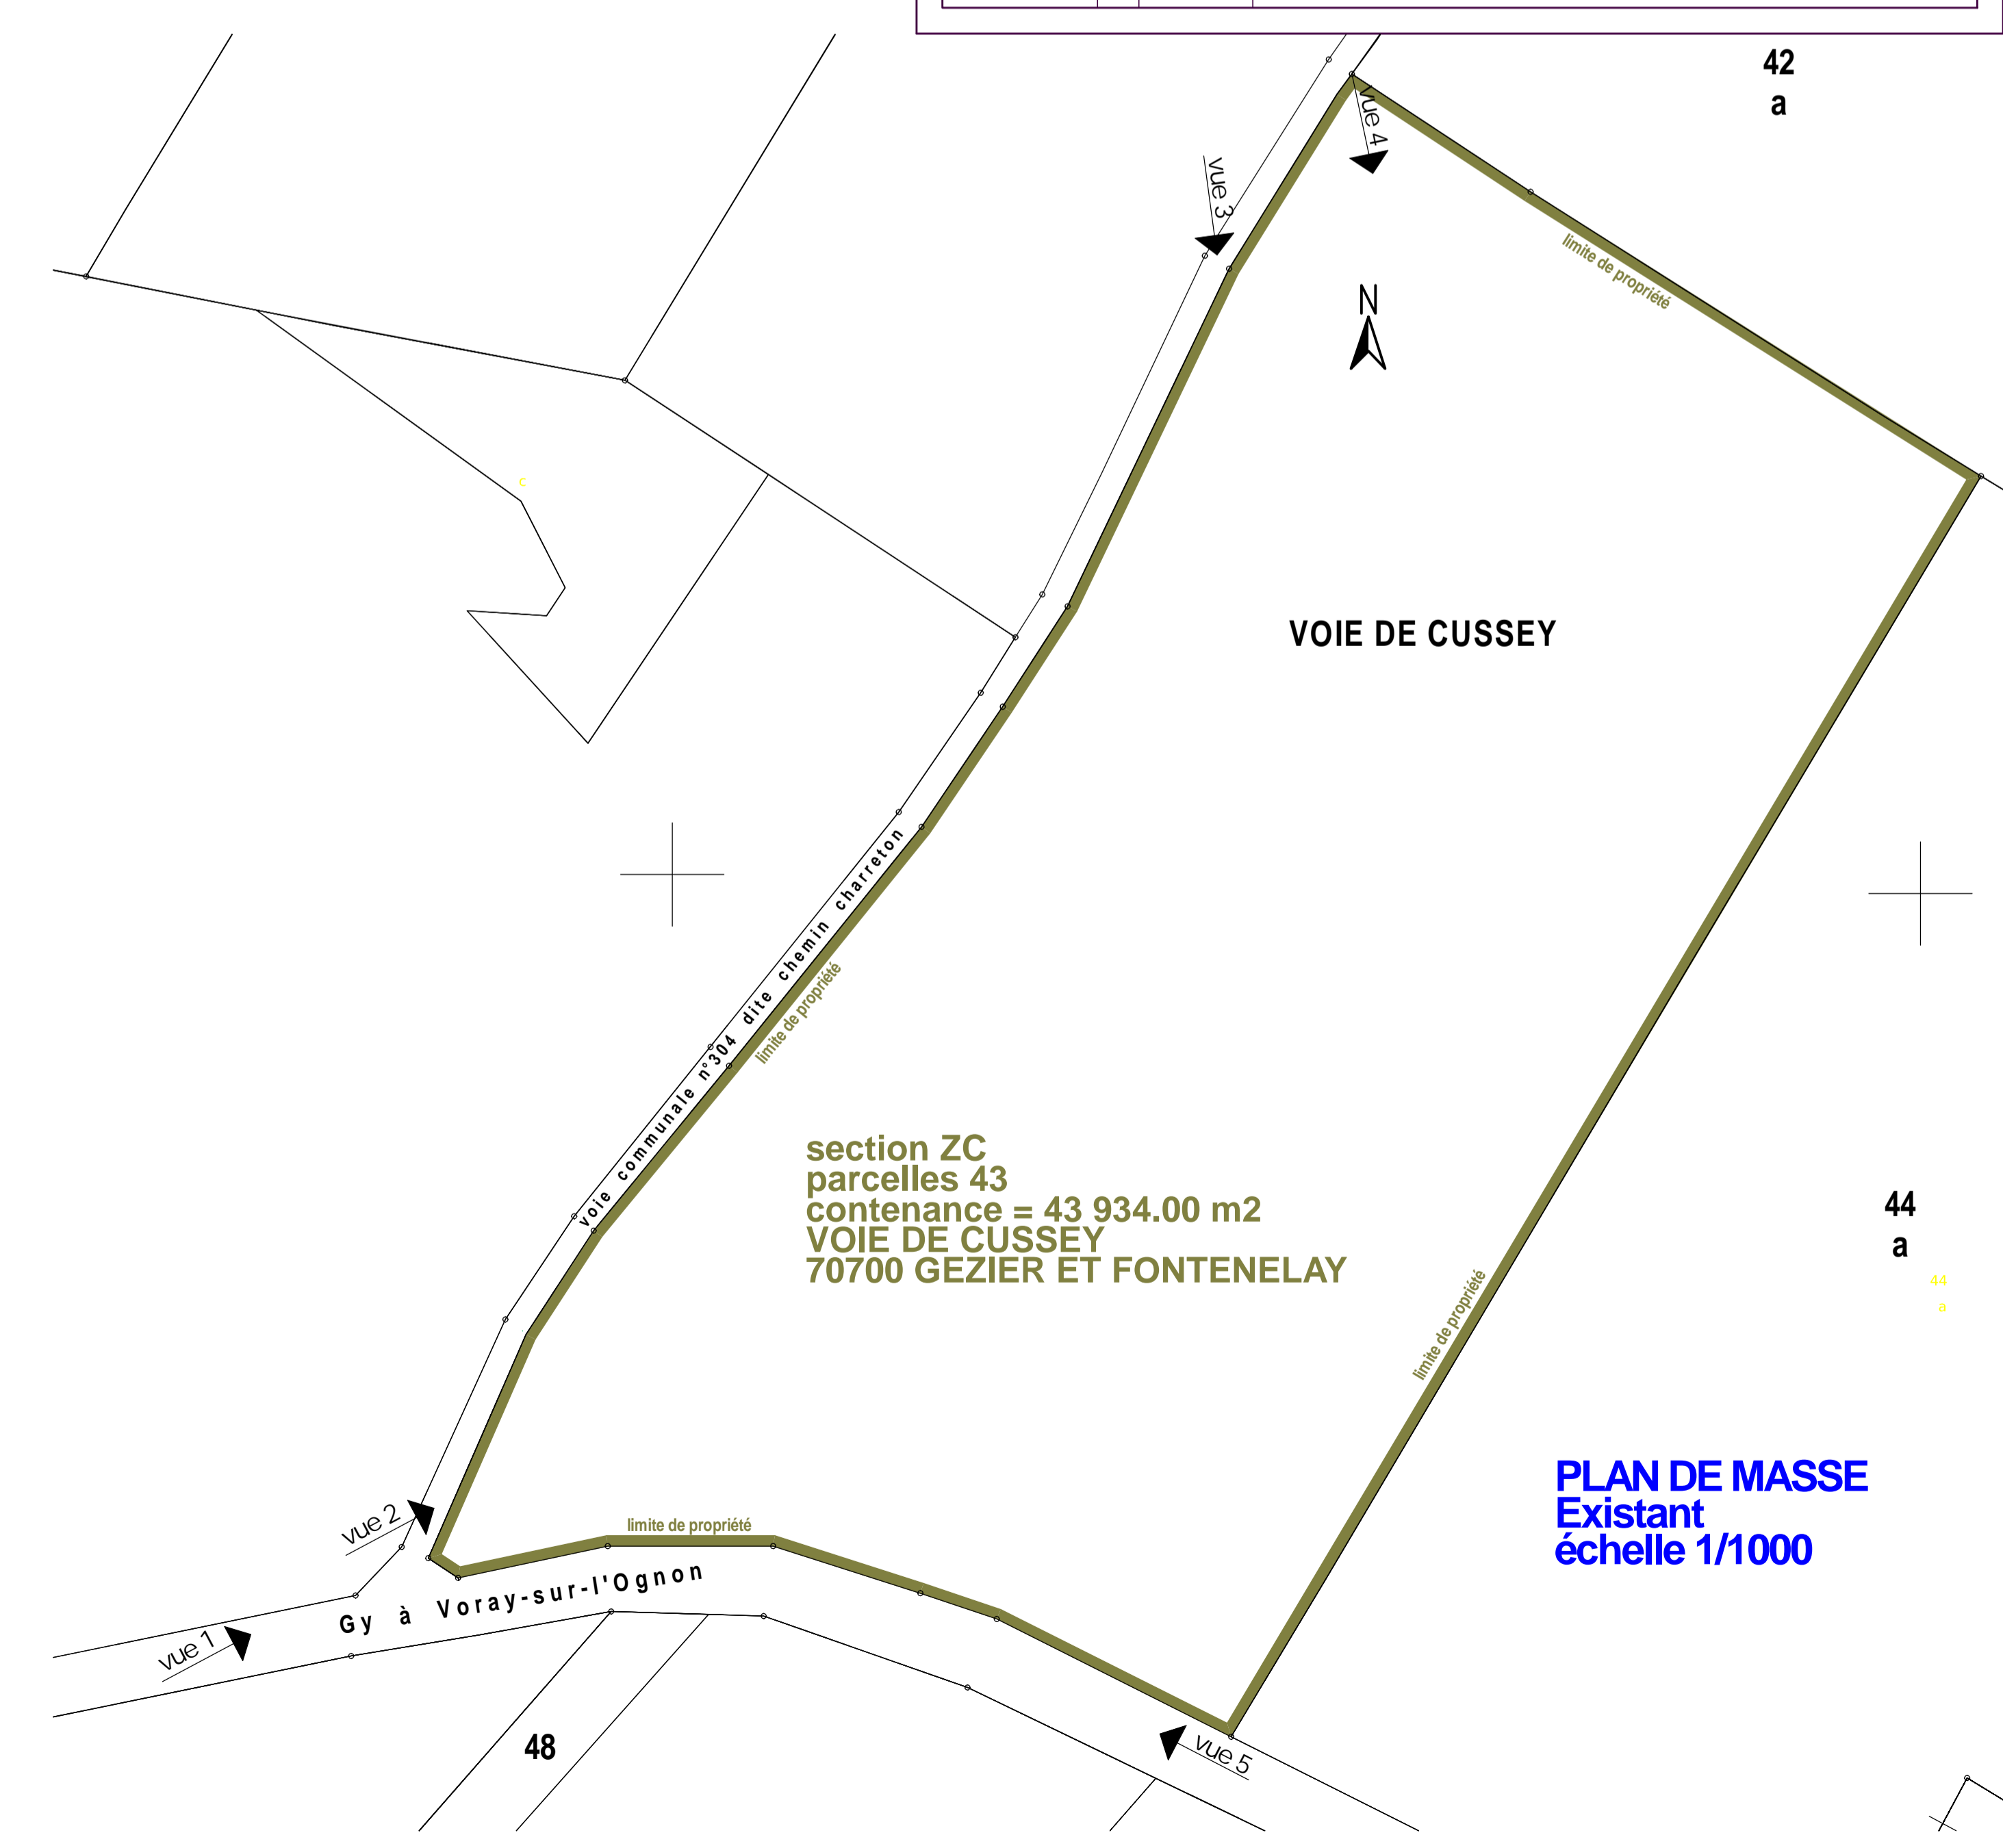 42
a
vue 4
vue 3
limite de propriété
N
c
VOIE DE CUSSEY
voie communale n°304 dite chemin charreton
limite de propriété
section ZC
parcelles 43
contenance = 43 934.00 m2
VOIE DE CUSSEY
70700 GEZIER ET FONTENELAY
44
a
44
a
limite de propriété
PLAN DE MASSE
Existant
échelle 1/1000
vue 2
limite de propriété
Gy à Voray-sur-l'Ognon
vue 1
48
vue 5